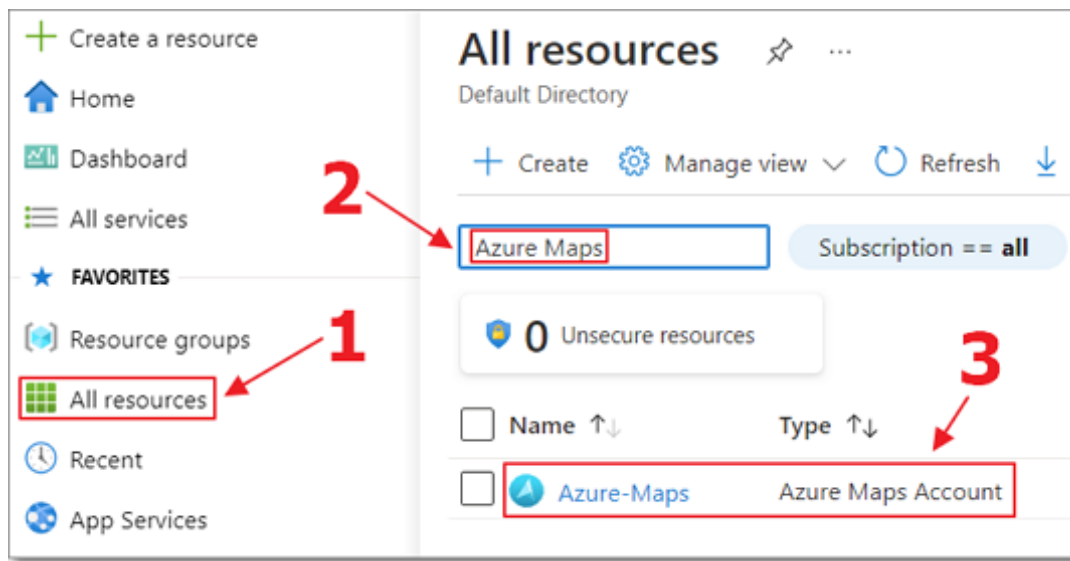 Create a resource
Home
Dashboard
All services
FAVORITES
Resource groups
All resources
Recent
App Services
1
2
All resources ...
Default Directory
Create Manage view Refresh
Azure Maps Subscription == all
0 Unsecure resources
3
Name Type
Azure-Maps Azure Maps Account